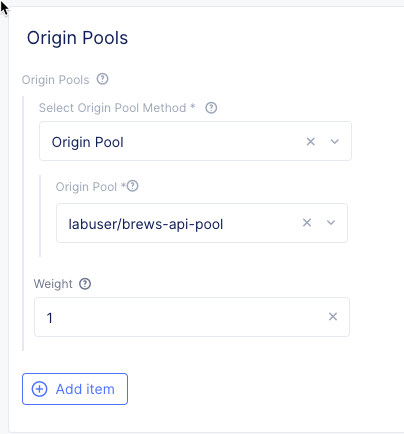 Origin Pools
Origin Pools
Select Origin Pool Method *
Origin Pool
Origin Pool *
labuser/brews-api-pool
Weight
1
Add item